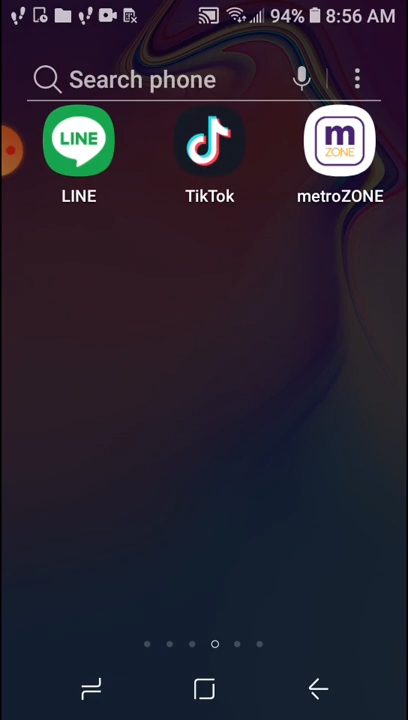 94% 8:56 AM
Search phone
LINE
m
ZONE
LINE
TikTok
metroZONE